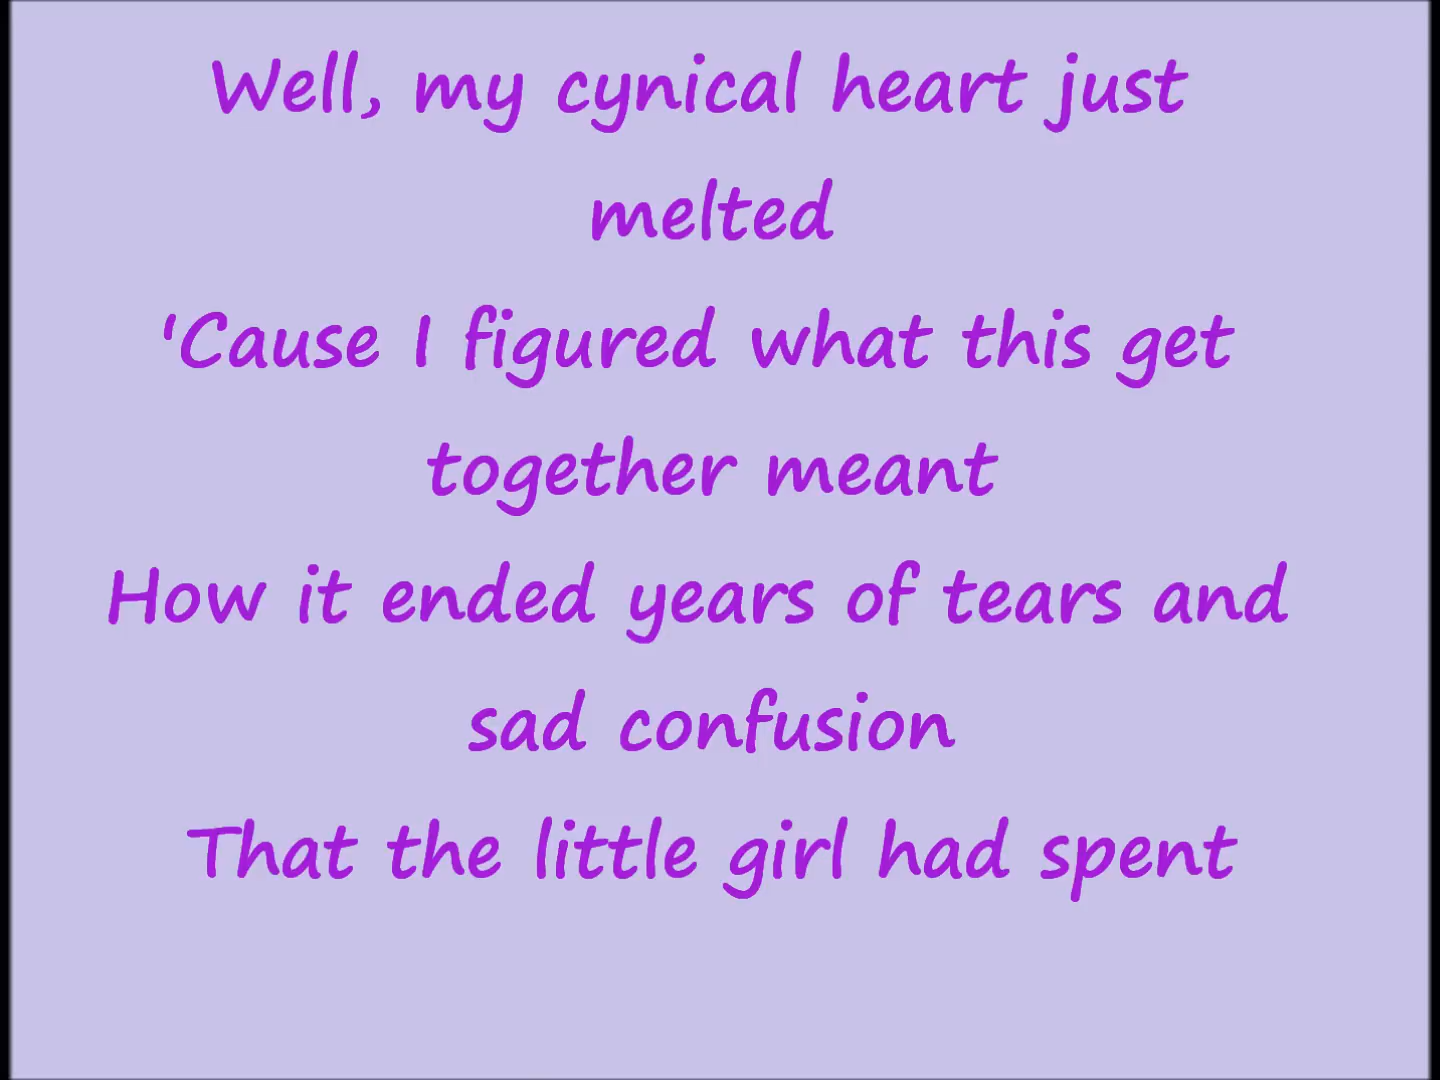 Well, my cynical heart just
melted
'Cause I figured what this get
together meant
How it ended years of tears and
sad confusion
That the little girl had spent